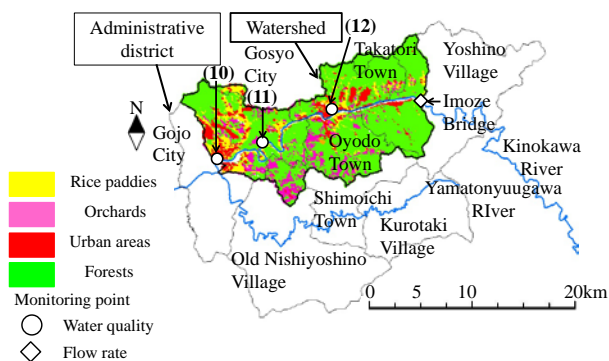 Administrative
district
Watershed
(12)
Gosyo
City
Takatori
Town
Yoshino
Village
(10)
(11)
N
Gojo
City
Imoze
Bridge
Oyodo
Town
Kinokawa
River
Rice paddies
Orchards
Urban areas
Forests
Shimoichi
Town
Yamatonyuugawa
RIver
Kurotaki
Village
Old Nishiyoshino
Village
Monitoring point
Water quality
Flow rate
0 5 10 20km